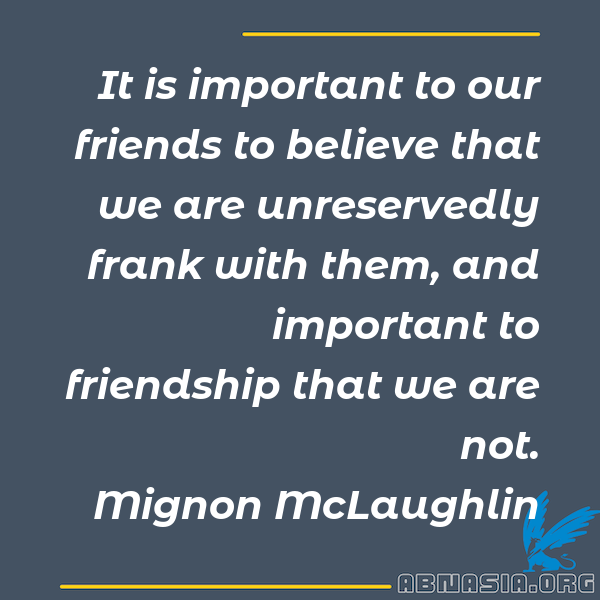 It is important to our
friends to believe that
we are unreservedly
frank with them, and
important to
friendship that we are
not.
Mignon McLaughlin
ABNASIA.ORG